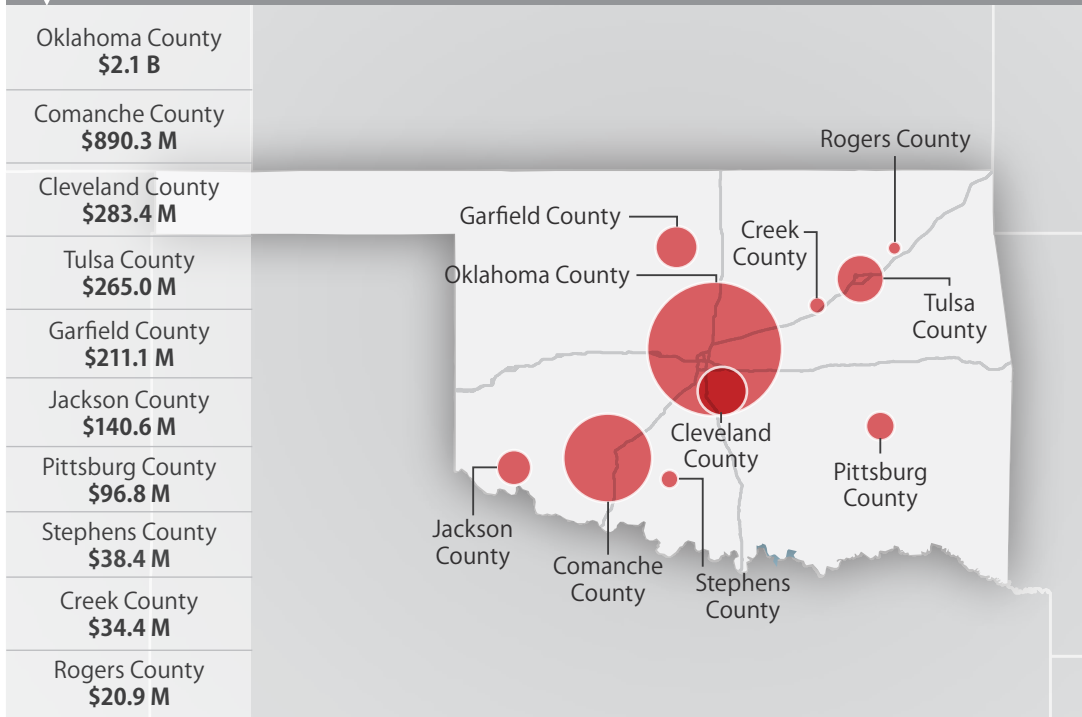 Oklahoma County
$2.1 B
Comanche County
$890.3 M
Cleveland County
$283.4 M
Tulsa County
$265.0 M
Garfield County
$211.1 M
Jackson County
$140.6 M
Pittsburg County
$96.8 M
Stephens County
$38.4 M
Creek County
$34.4 M
Rogers County
$20.9 M
Rogers County
Garfield County
Creek
County
Oklahoma County
Tulsa
County
Cleveland
County
Pittsburg
County
Jackson
County
Comanche
County
Stephens
County